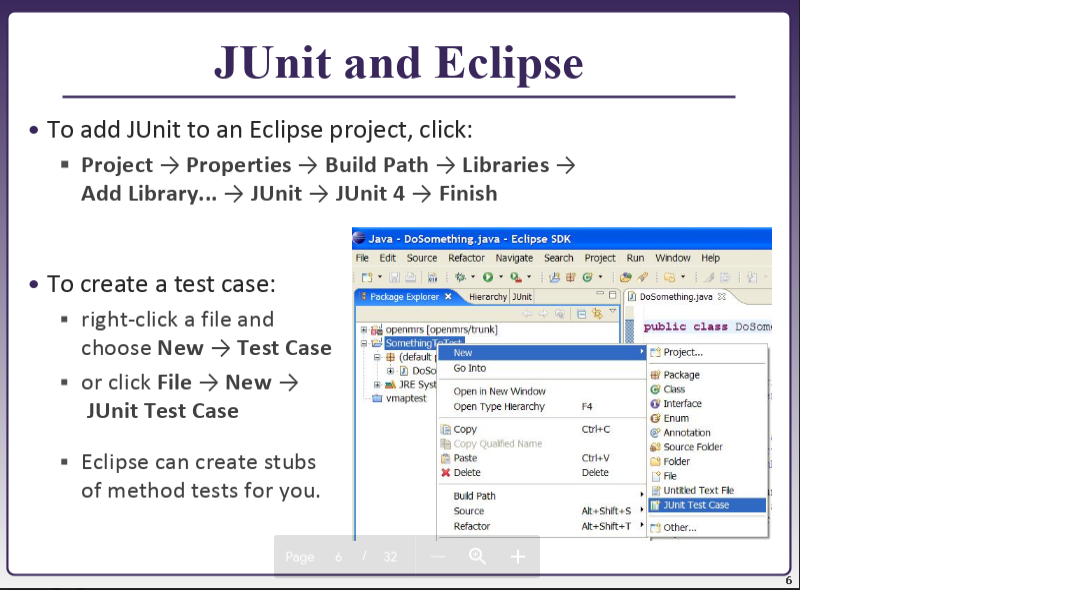 JUnit and Eclipse
• To add JUnit to an Eclipse project, click:
▪ Project → Properties → Build Path → Libraries →
Add Library... → JUnit → JUnit 4 → Finish
• To create a test case:
▪ right-click a file and
choose New → Test Case
▪ or click File → New →
JUnit Test Case
▪ Eclipse can create stubs
of method tests for you.
Java - DoSomething.java - Eclipse SDK
File Edit Source Refactor Navigate Search Project Run Window Help
Package Explorer Hierarchy JUnit DoSomething.java
public class DoSom
openmrs [openmrs/trunk]
SomethingToTest
(default
DoSo
JRE Syst
vmaptest
New
Go Into
Open in New Window
Open Type Hierarchy F4
Copy Ctrl+C
Copy Qualified Name
Paste Ctrl+V
Delete Delete
Build Path
Source Alt+Shift+S
Refactor Alt+Shift+T
Project...
Package
Class
Interface
Enum
Annotation
Source Folder
Folder
File
Untitled Text File
JUnit Test Case
Other...
Page 6 / 32
6